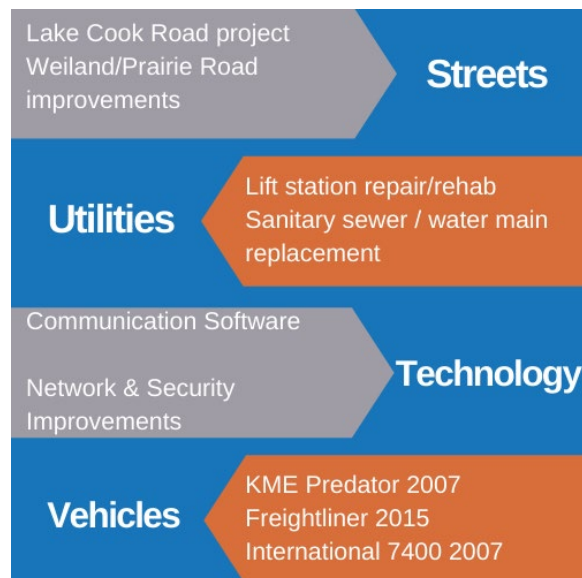 Lake Cook Road project
Weiland/Prairie Road
improvements
Streets
Utilities
Lift station repair/rehab
Sanitary sewer / water main
replacement
Communication Software
Network & Security
Improvements
Technology
Vehicles
KME Predator 2007
Freightliner 2015
International 7400 2007